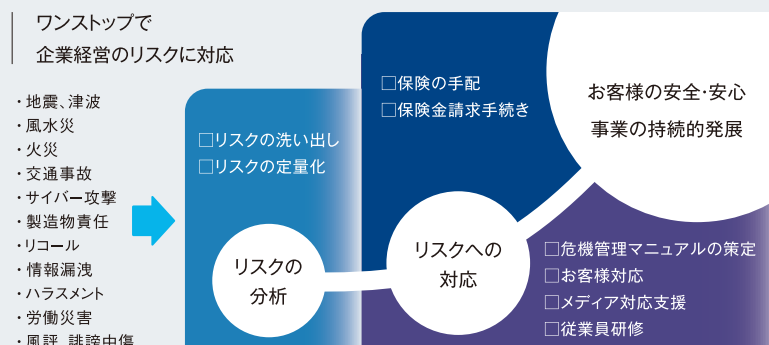 ワンストップで
企業経営のリスクに対応
・地震、津波
・風水災
・火災
・交通事故
・サイバー攻撃
・製造物責任
・リコール
・情報漏洩
・ハラスメント
・労働災害
・風評、誹謗中傷
□リスクの洗い出し
□リスクの定量化
リスクの
分析
□保険の手配
□保険金請求手続き
リスクへの
対応
□危機管理マニュアルの策定
□お客様対応
□メディア対応支援
□従業員研修
お客様の安全・安心
事業の持続的発展